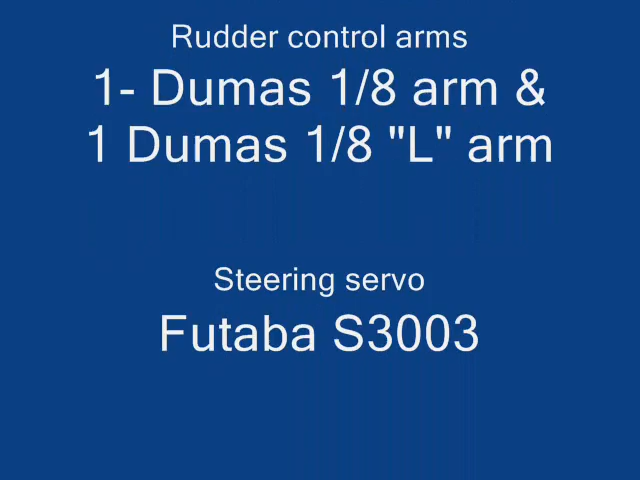 Rudder control arms
1- Dumas 1/8 arm &
1 Dumas 1/8 "L" arm
Steering servo
Futaba S3003